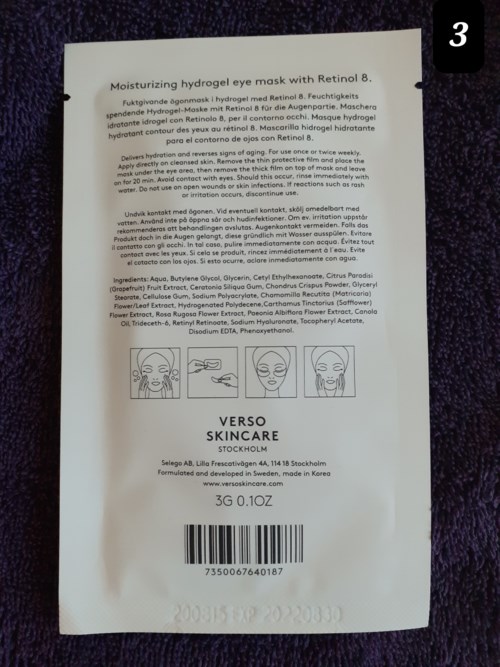 3
Moisturizing hydrogel eye mask with Retinol 8.
Fuktgivande ögonmask i hydrogel med Retinol 8. Feuchtigkeits
spendende Hydrogel-Maske mit Retinol 8 für die Augenpartie. Maschera
idratante idrogel con Retinolo 8, per il contorno occhi. Masque hydrogel
hydratant contour des yeux au rétinol 8. Mascarilla hidrogel hidratante
para el contorno de ojos con Retinol 8.
Delivers hydration and reverses signs of aging. For use once or twice weekly.
Apply directly on cleansed skin. Remove the thin protective film and place the
mask under the eye area, then remove the thick film on top of mask and leave
on for 20 min. Avoid contact with eyes. Should this occur, rinse immediately with
water. Do not use on open wounds or skin infections. If reactions such as rash
or irritation occurs, discontinue use.
Undvik kontakt med ögonen. Vid eventuell kontakt, skölj omedelbart med
vatten. Använd inte på öppna sår och hudinfektioner. Om ev. irritation uppstår
rekommenderas att behandlingen avslutas. Augenkontakt vermeiden. Falls das
Produkt doch in die Augen gelangt, diese gründlich mit Wasser ausspülen. Evitare
il contatto con gli occhi. In tal caso, pulire immediatamente con acqua. Évitez tout
contact avec les yeux. Si cela se produit, rincez immédiatement à l'eau. Evite
el contacto con los ojos. Si esto ocurre, aclare inmediatamente con agua.
Ingredients: Aqua, Butylene Glycol, Glycerin, Cetyl Ethylhexanoate, Citrus Paradisi
(Grapefruit) Fruit Extract, Ceratonia Siliqua Gum, Chondrus Crispus Powder, Glyceryl
Stearate, Cellulose Gum, Sodium Polyacrylate, Chamomilla Recutita (Matricaria)
Flower/Leaf Extract, Hydrogenated Polydecene, Carthamus Tinctorius (Safflower)
Flower Extract, Rosa Rugosa Flower Extract, Paeonia Albiflora Flower Extract, Canola
Oil, Trideceth-6, Retinyl Retinoate, Sodium Hyaluronate, Tocopheryl Acetate,
Disodium EDTA, Phenoxyethanol.
VERSO
SKINCARE
STOCKHOLM
Selego AB, Lilla Frescativägen 4A, 114 18 Stockholm
Formulated and developed in Sweden, made in Korea
www.versoskincare.com
3G 0.1OZ
7350067640187
EXP